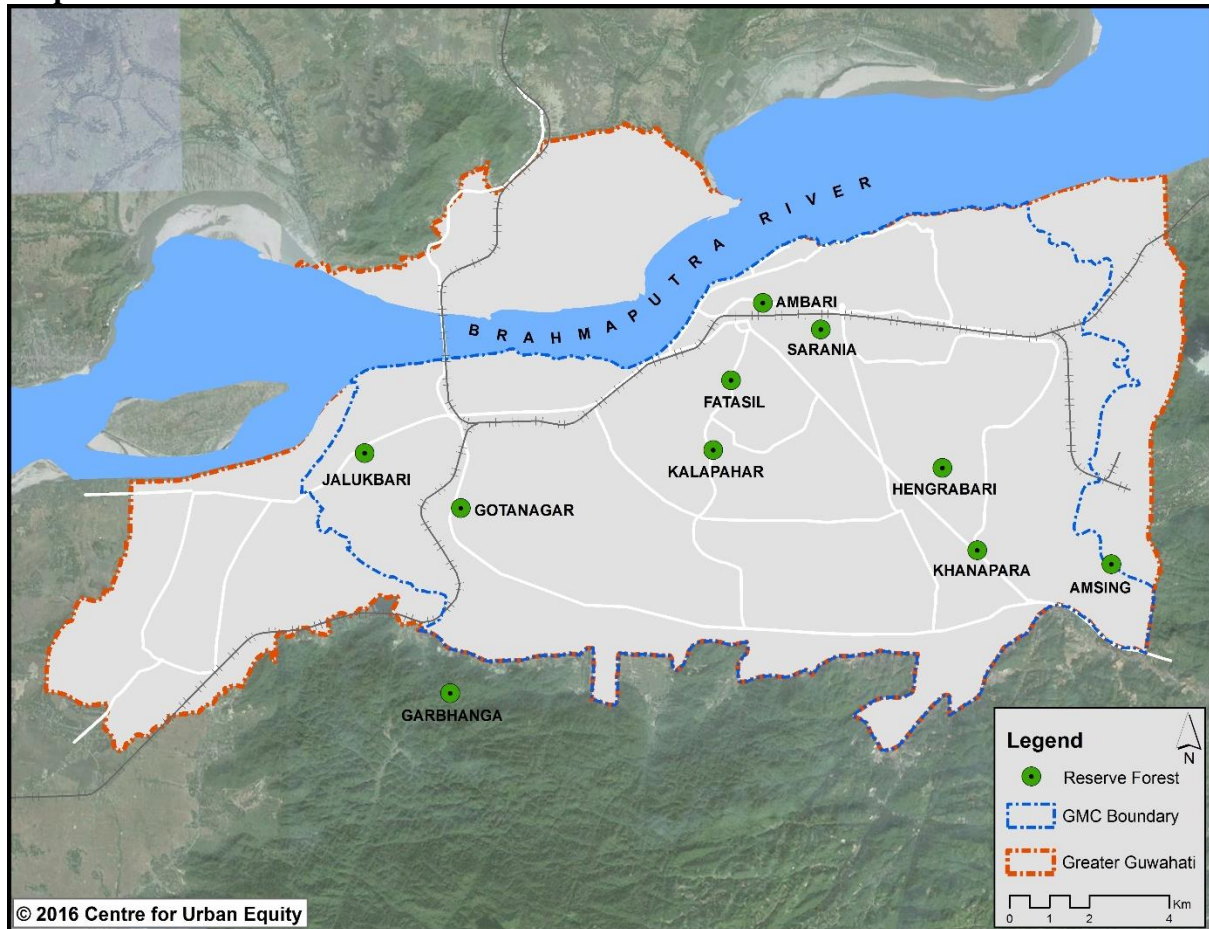 BRAHMAPUTRA RIVER
AMBARI
SARANIA
FATASIL
JALUKBARI
KALAPAHAR
HENGRABARI
GOTANAGAR
KHANAPARA
AMSING
GARBHANGA
Legend
N
Reserve Forest
GMC Boundary
Greater Guwahati
Km
0 1 2 4
© 2016 Centre for Urban Equity